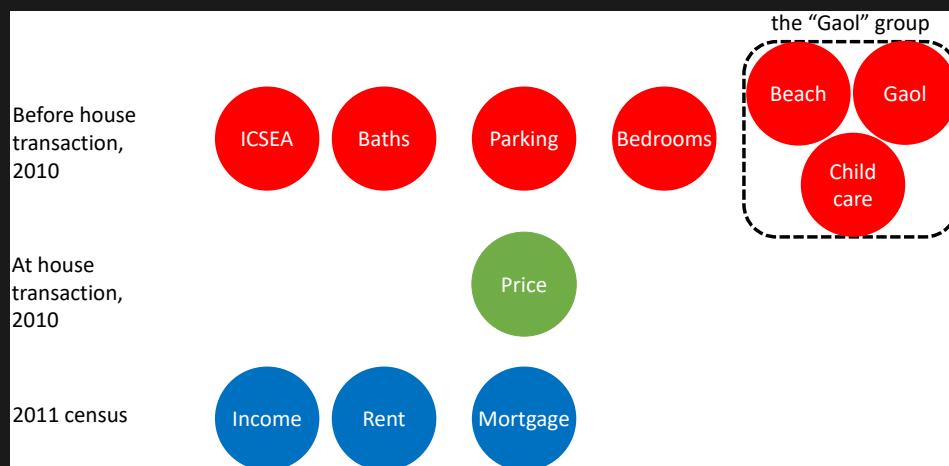 the “Gaol” group
Before house
transaction,
2010
ICSEA
Baths
Parking
Bedrooms
Beach
Gaol
Child
care
At house
transaction,
2010
Price
2011 census
Income
Rent
Mortgage